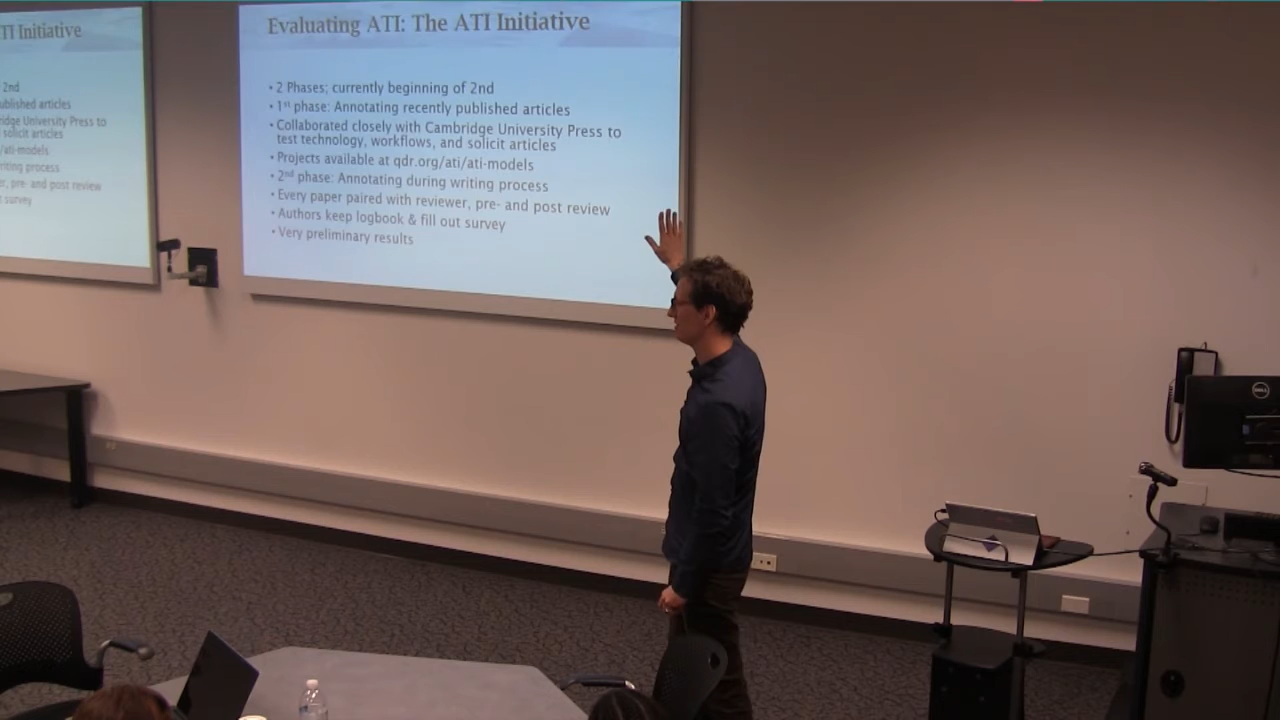 TI Initiative
2nd
ublished articles
ridge University Press to
solicit articles
/ati-models
riting process
er, pre- and post review
t survey
Evaluating ATI: The ATI Initiative
• 2 Phases; currently beginning of 2nd
• 1st phase: Annotating recently published articles
• Collaborated closely with Cambridge University Press to
test technology, workflows, and solicit articles
• Projects available at qdr.org/ati/ati-models
• 2nd phase: Annotating during writing process
• Every paper paired with reviewer, pre- and post review
• Authors keep logbook & fill out survey
• Very preliminary results
DELL